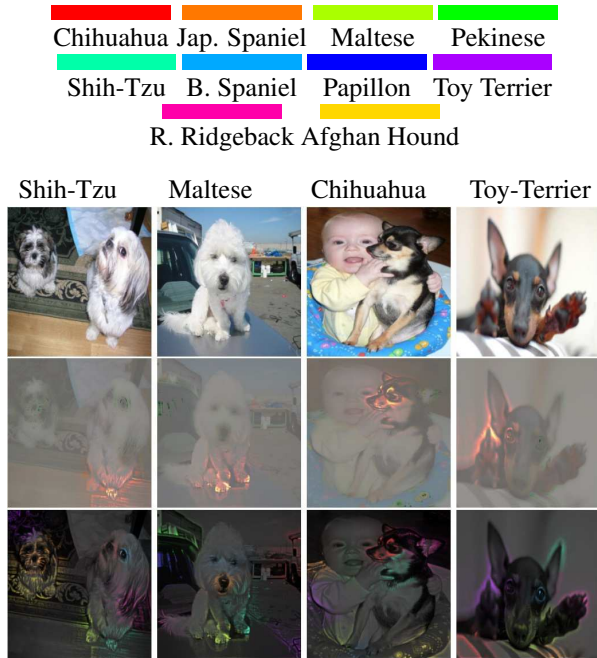 Chihuahua Jap. Spaniel Maltese Pekinese
Shih-Tzu B. Spaniel Papillon Toy Terrier
R. Ridgeback Afghan Hound
Shih-Tzu Maltese Chihuahua Toy-Terrier